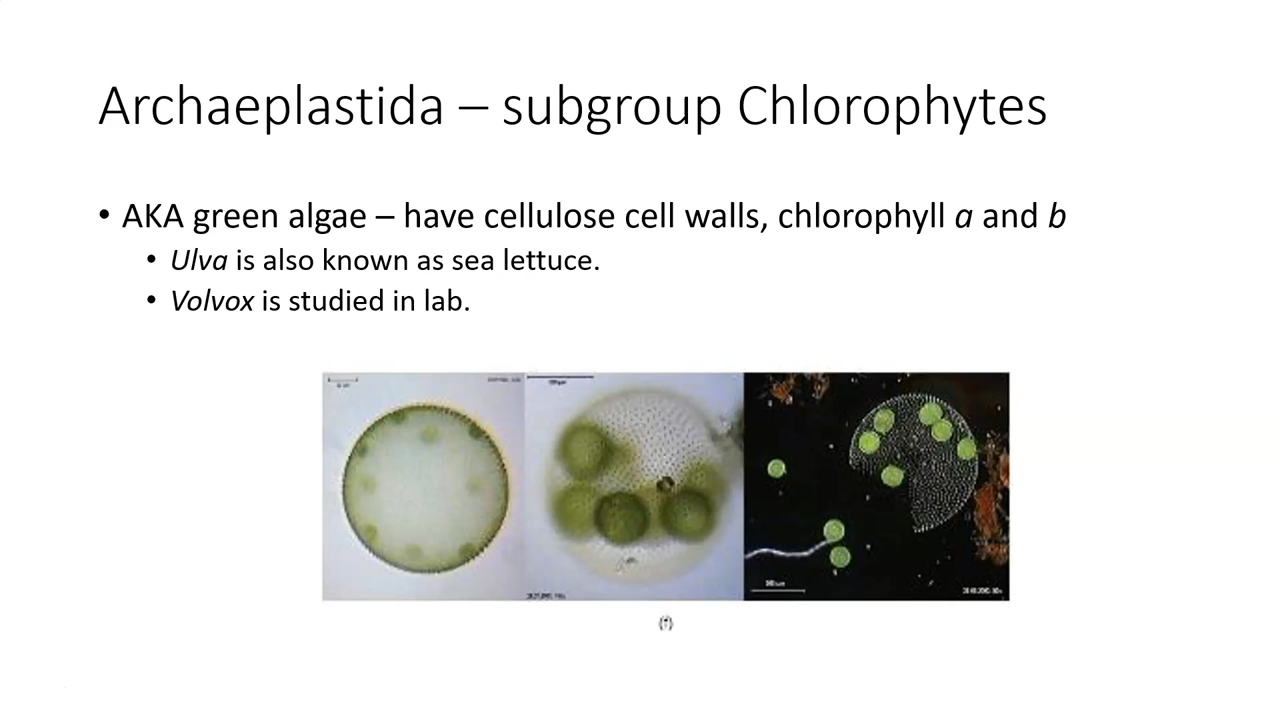 Archaeplastida – subgroup Chlorophytes
• AKA green algae – have cellulose cell walls, chlorophyll a and b
• Ulva is also known as sea lettuce.
• Volvox is studied in lab.